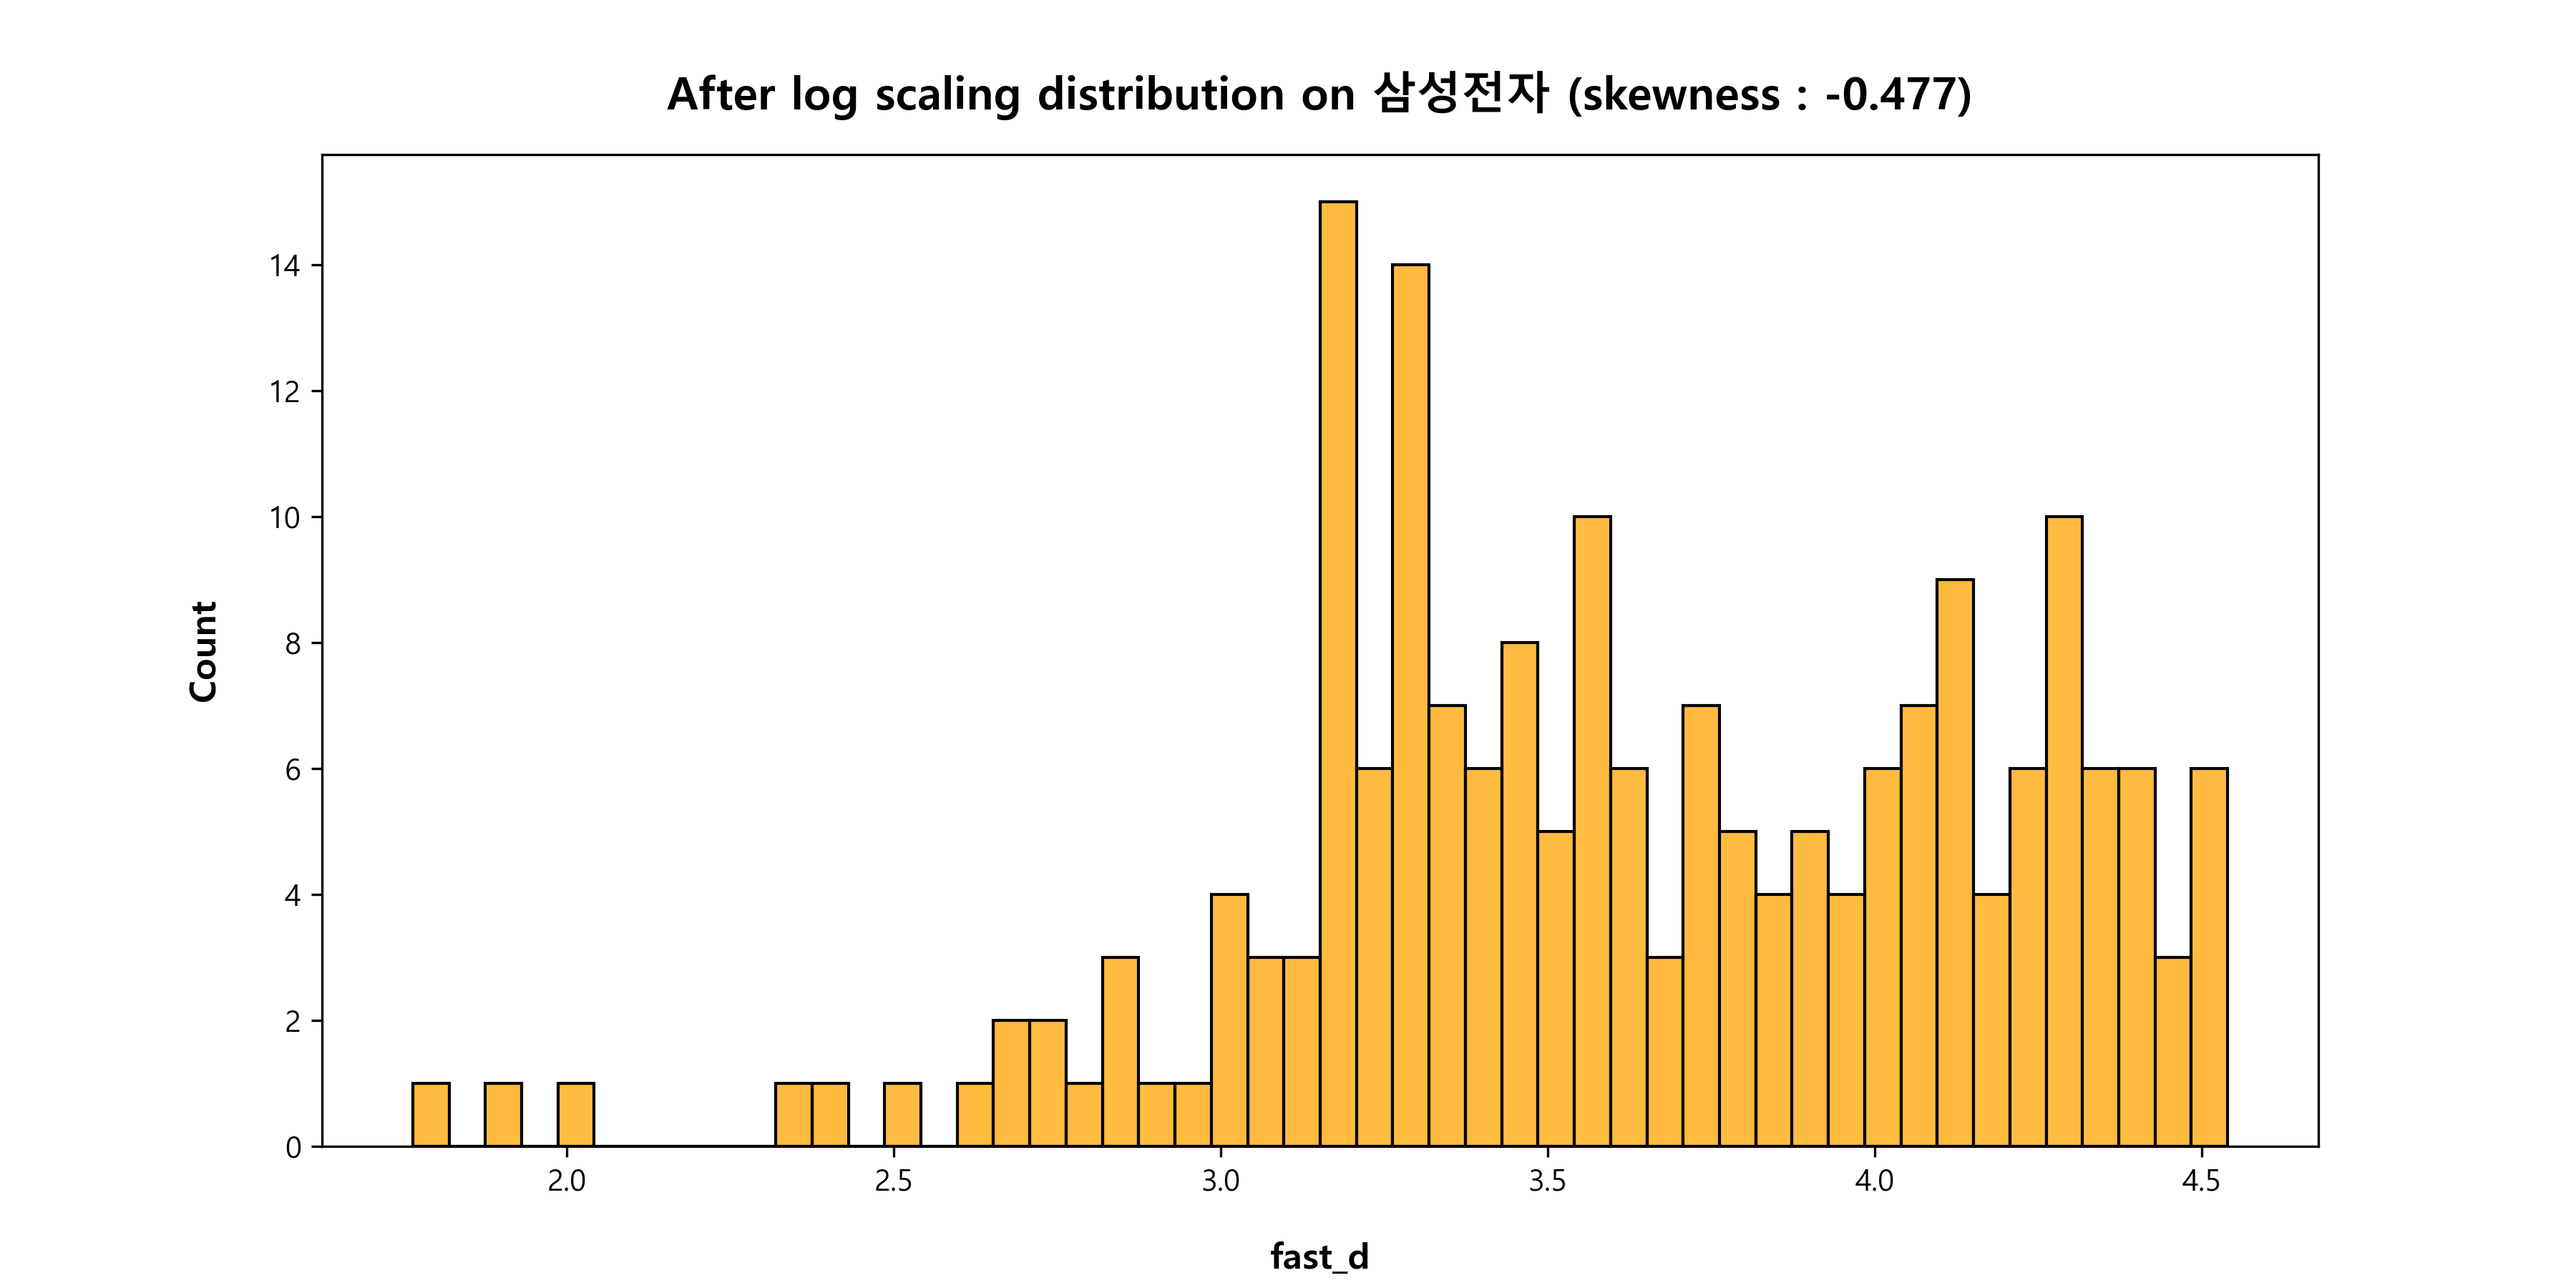 After log scaling distribution on 삼성전자 (skewness : -0.477)
14
12
10
8
6
4
2
0
Count
2.0 2.5 3.0 3.5 4.0 4.5
fast_d